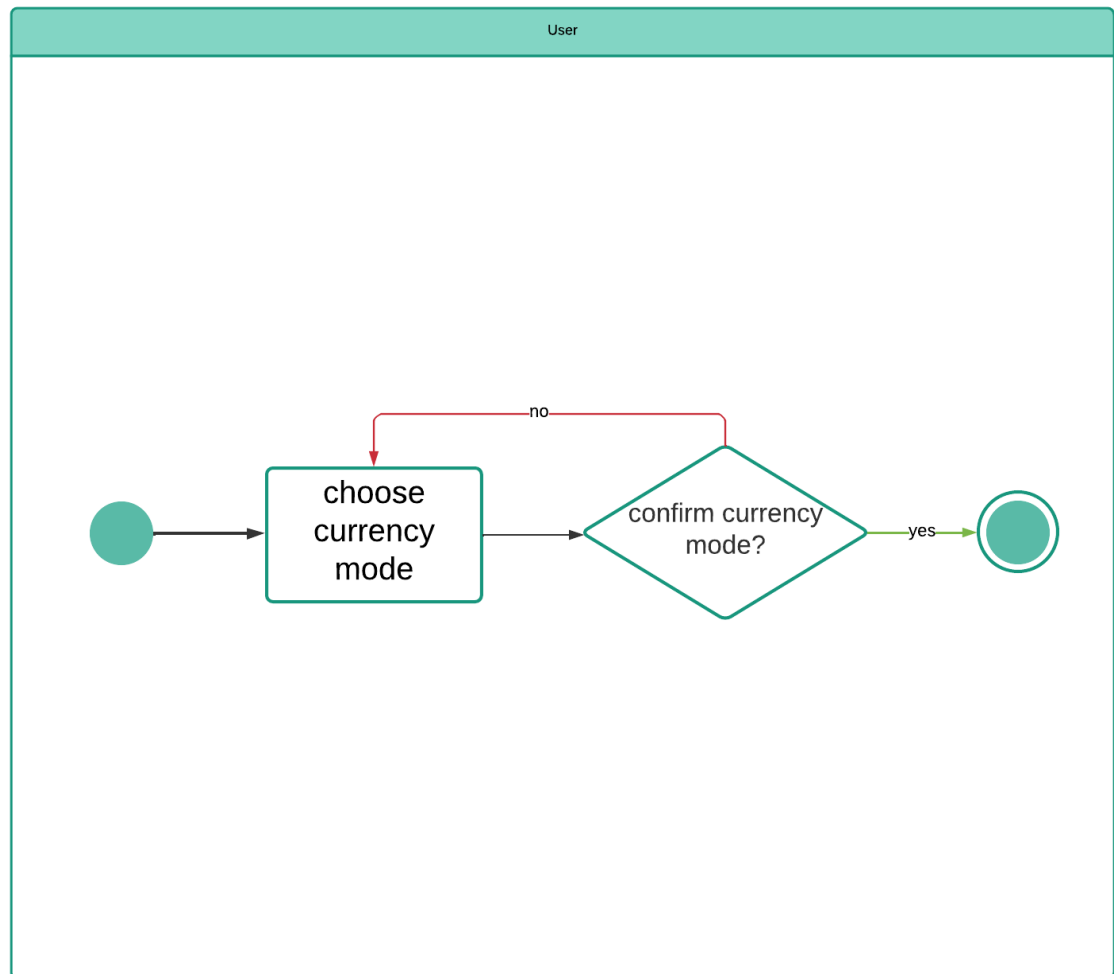 User
no
choose
currency
mode
confirm currency
mode?
yes